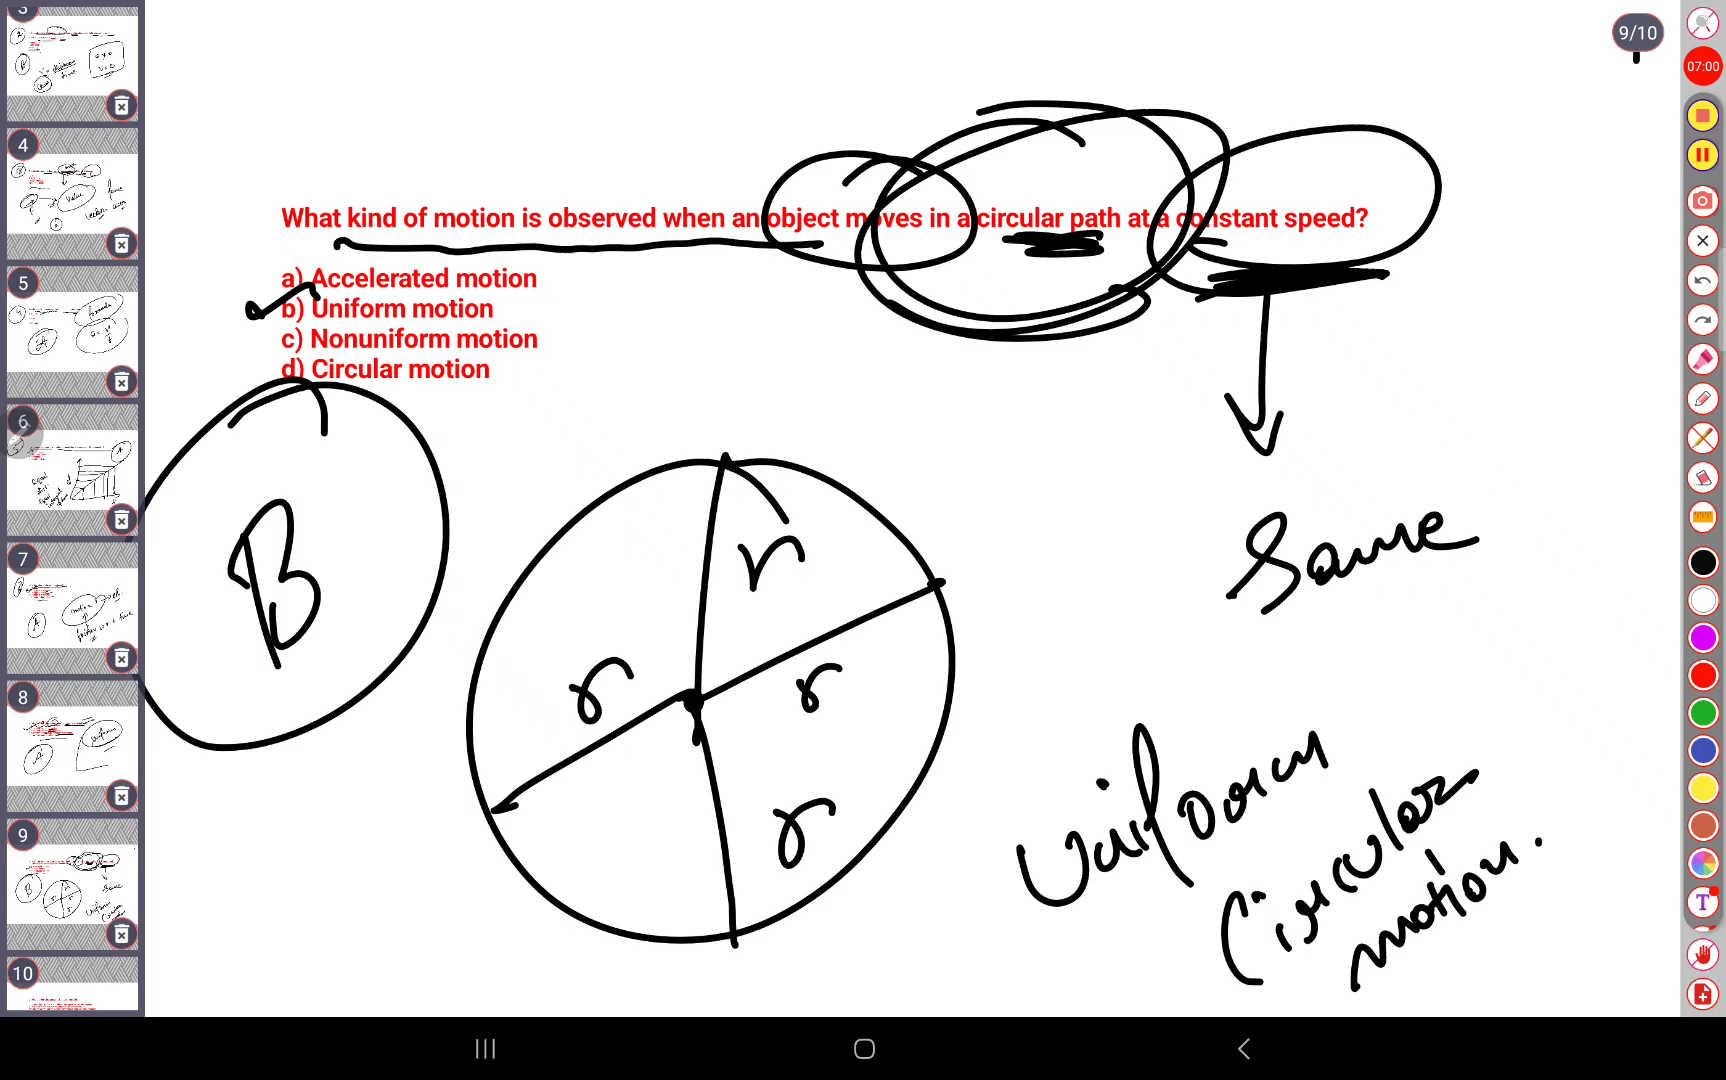 9/10
07:00
What kind of motion is observed when an object moves in a circular path at a constant speed?
a) Accelerated motion
b) Uniform motion
c) Nonuniform motion
d) Circular motion
B
r
r
r
r
Same
Uniform
Circular
motion.
3
4
5
6
7
8
9
10
T